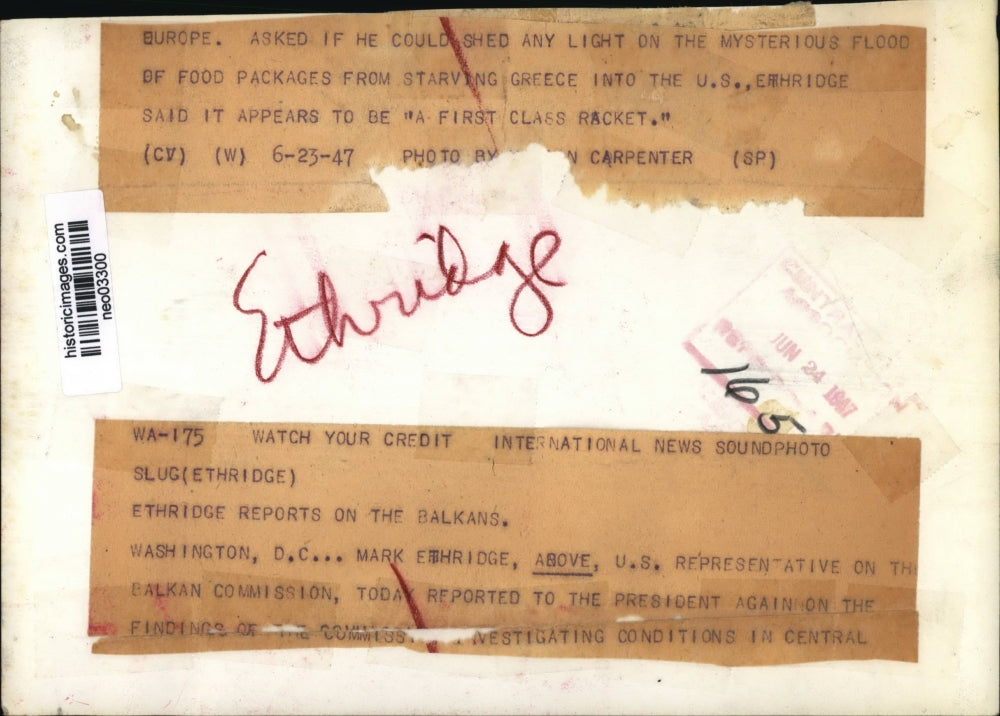 EUROPE. ASKED IF HE COULD SHED ANY LIGHT ON THE MYSTERIOUS FLOOD
OF FOOD PACKAGES FROM STARVING GREECE INTO THE U.S., ETHRIDGE
SAID IT APPEARS TO BE "A FIRST CLASS RACKET."
(CV) (W) 6-23-47 PHOTO BY CARPENTER (SP)
historicimages.com
neo03300
Ethridge
JUN 24 1947
165
WA-175 WATCH YOUR CREDIT INTERNATIONAL NEWS SOUNDPHOTO
SLUG(ETHRIDGE)
ETHRIDGE REPORTS ON THE BALKANS.
WASHINGTON, D.C... MARK ETHRIDGE, ABOVE, U.S. REPRESENTATIVE ON TH
BALKAN COMMISSION, TODAY REPORTED TO THE PRESIDENT AGAIN ON THE
FINDINGS OF THE COMMISS VESTIGATING CONDITIONS IN CENTRAL